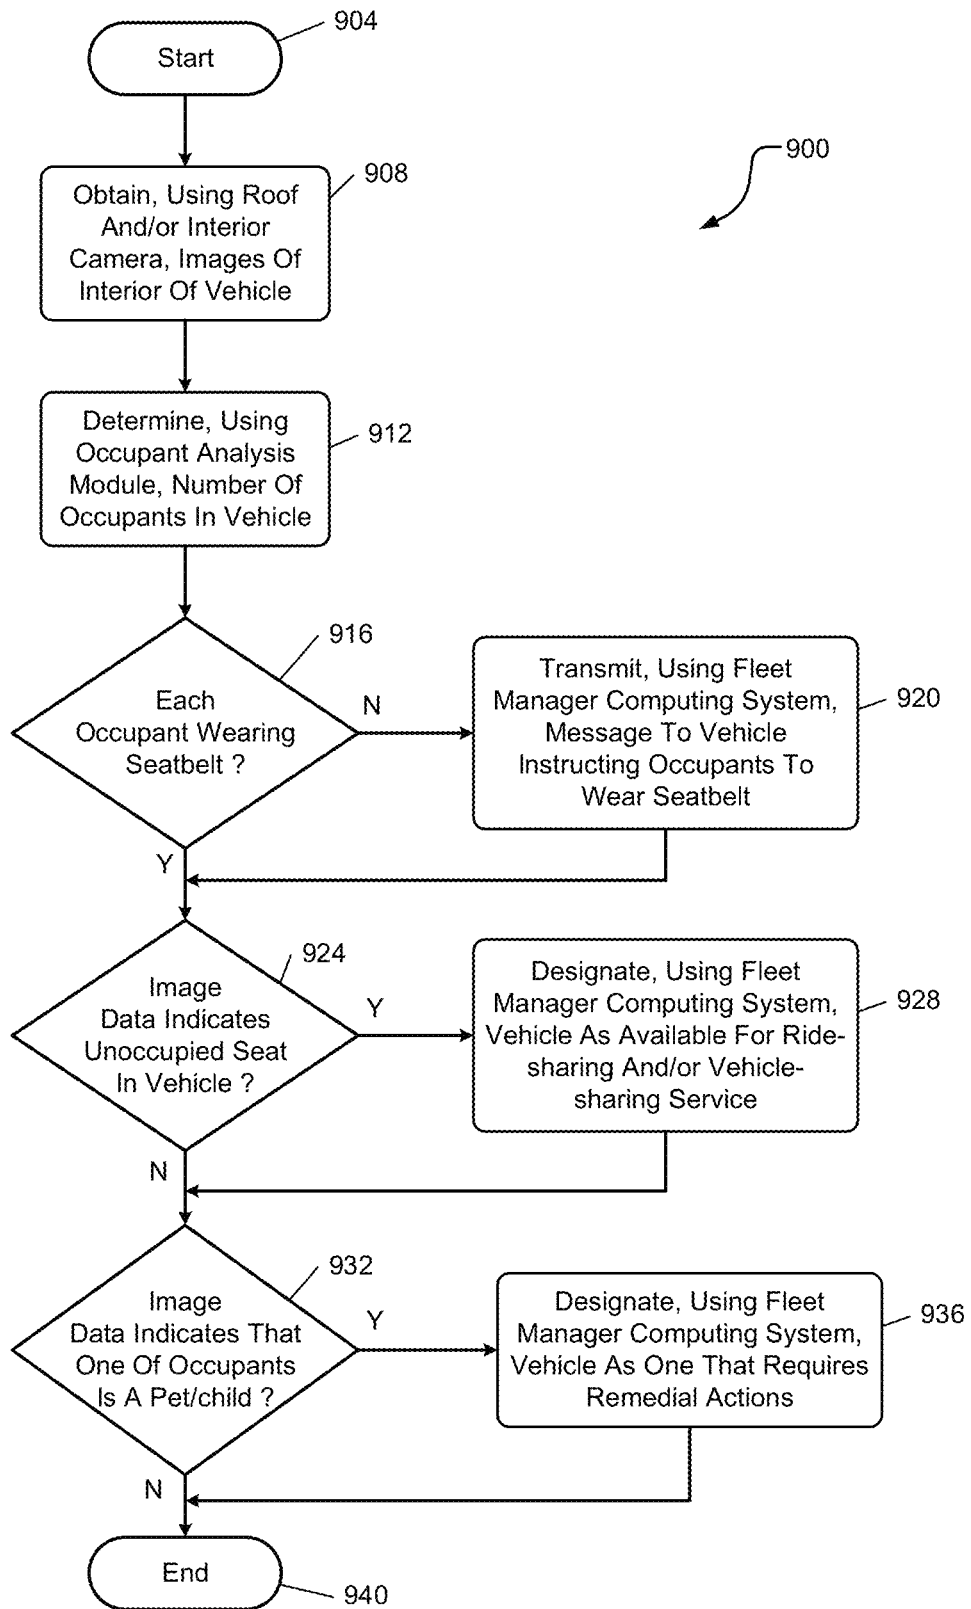 904
Start
900
908
Obtain, Using Roof
And/or Interior
Camera, Images Of
Interior Of Vehicle
912
Determine, Using
Occupant Analysis
Module, Number Of
Occupants In Vehicle
916
Each
Occupant Wearing
Seatbelt ?
N
Y
920
Transmit, Using Fleet
Manager Computing System,
Message To Vehicle
Instructing Occupants To
Wear Seatbelt
924
Image
Data Indicates
Unoccupied Seat
In Vehicle ?
Y
N
928
Designate, Using Fleet
Manager Computing System,
Vehicle As Available For Ride-
sharing And/or Vehicle-
sharing Service
932
Image
Data Indicates That
One Of Occupants
Is A Pet/child ?
Y
N
936
Designate, Using Fleet
Manager Computing System,
Vehicle As One That Requires
Remedial Actions
End
940